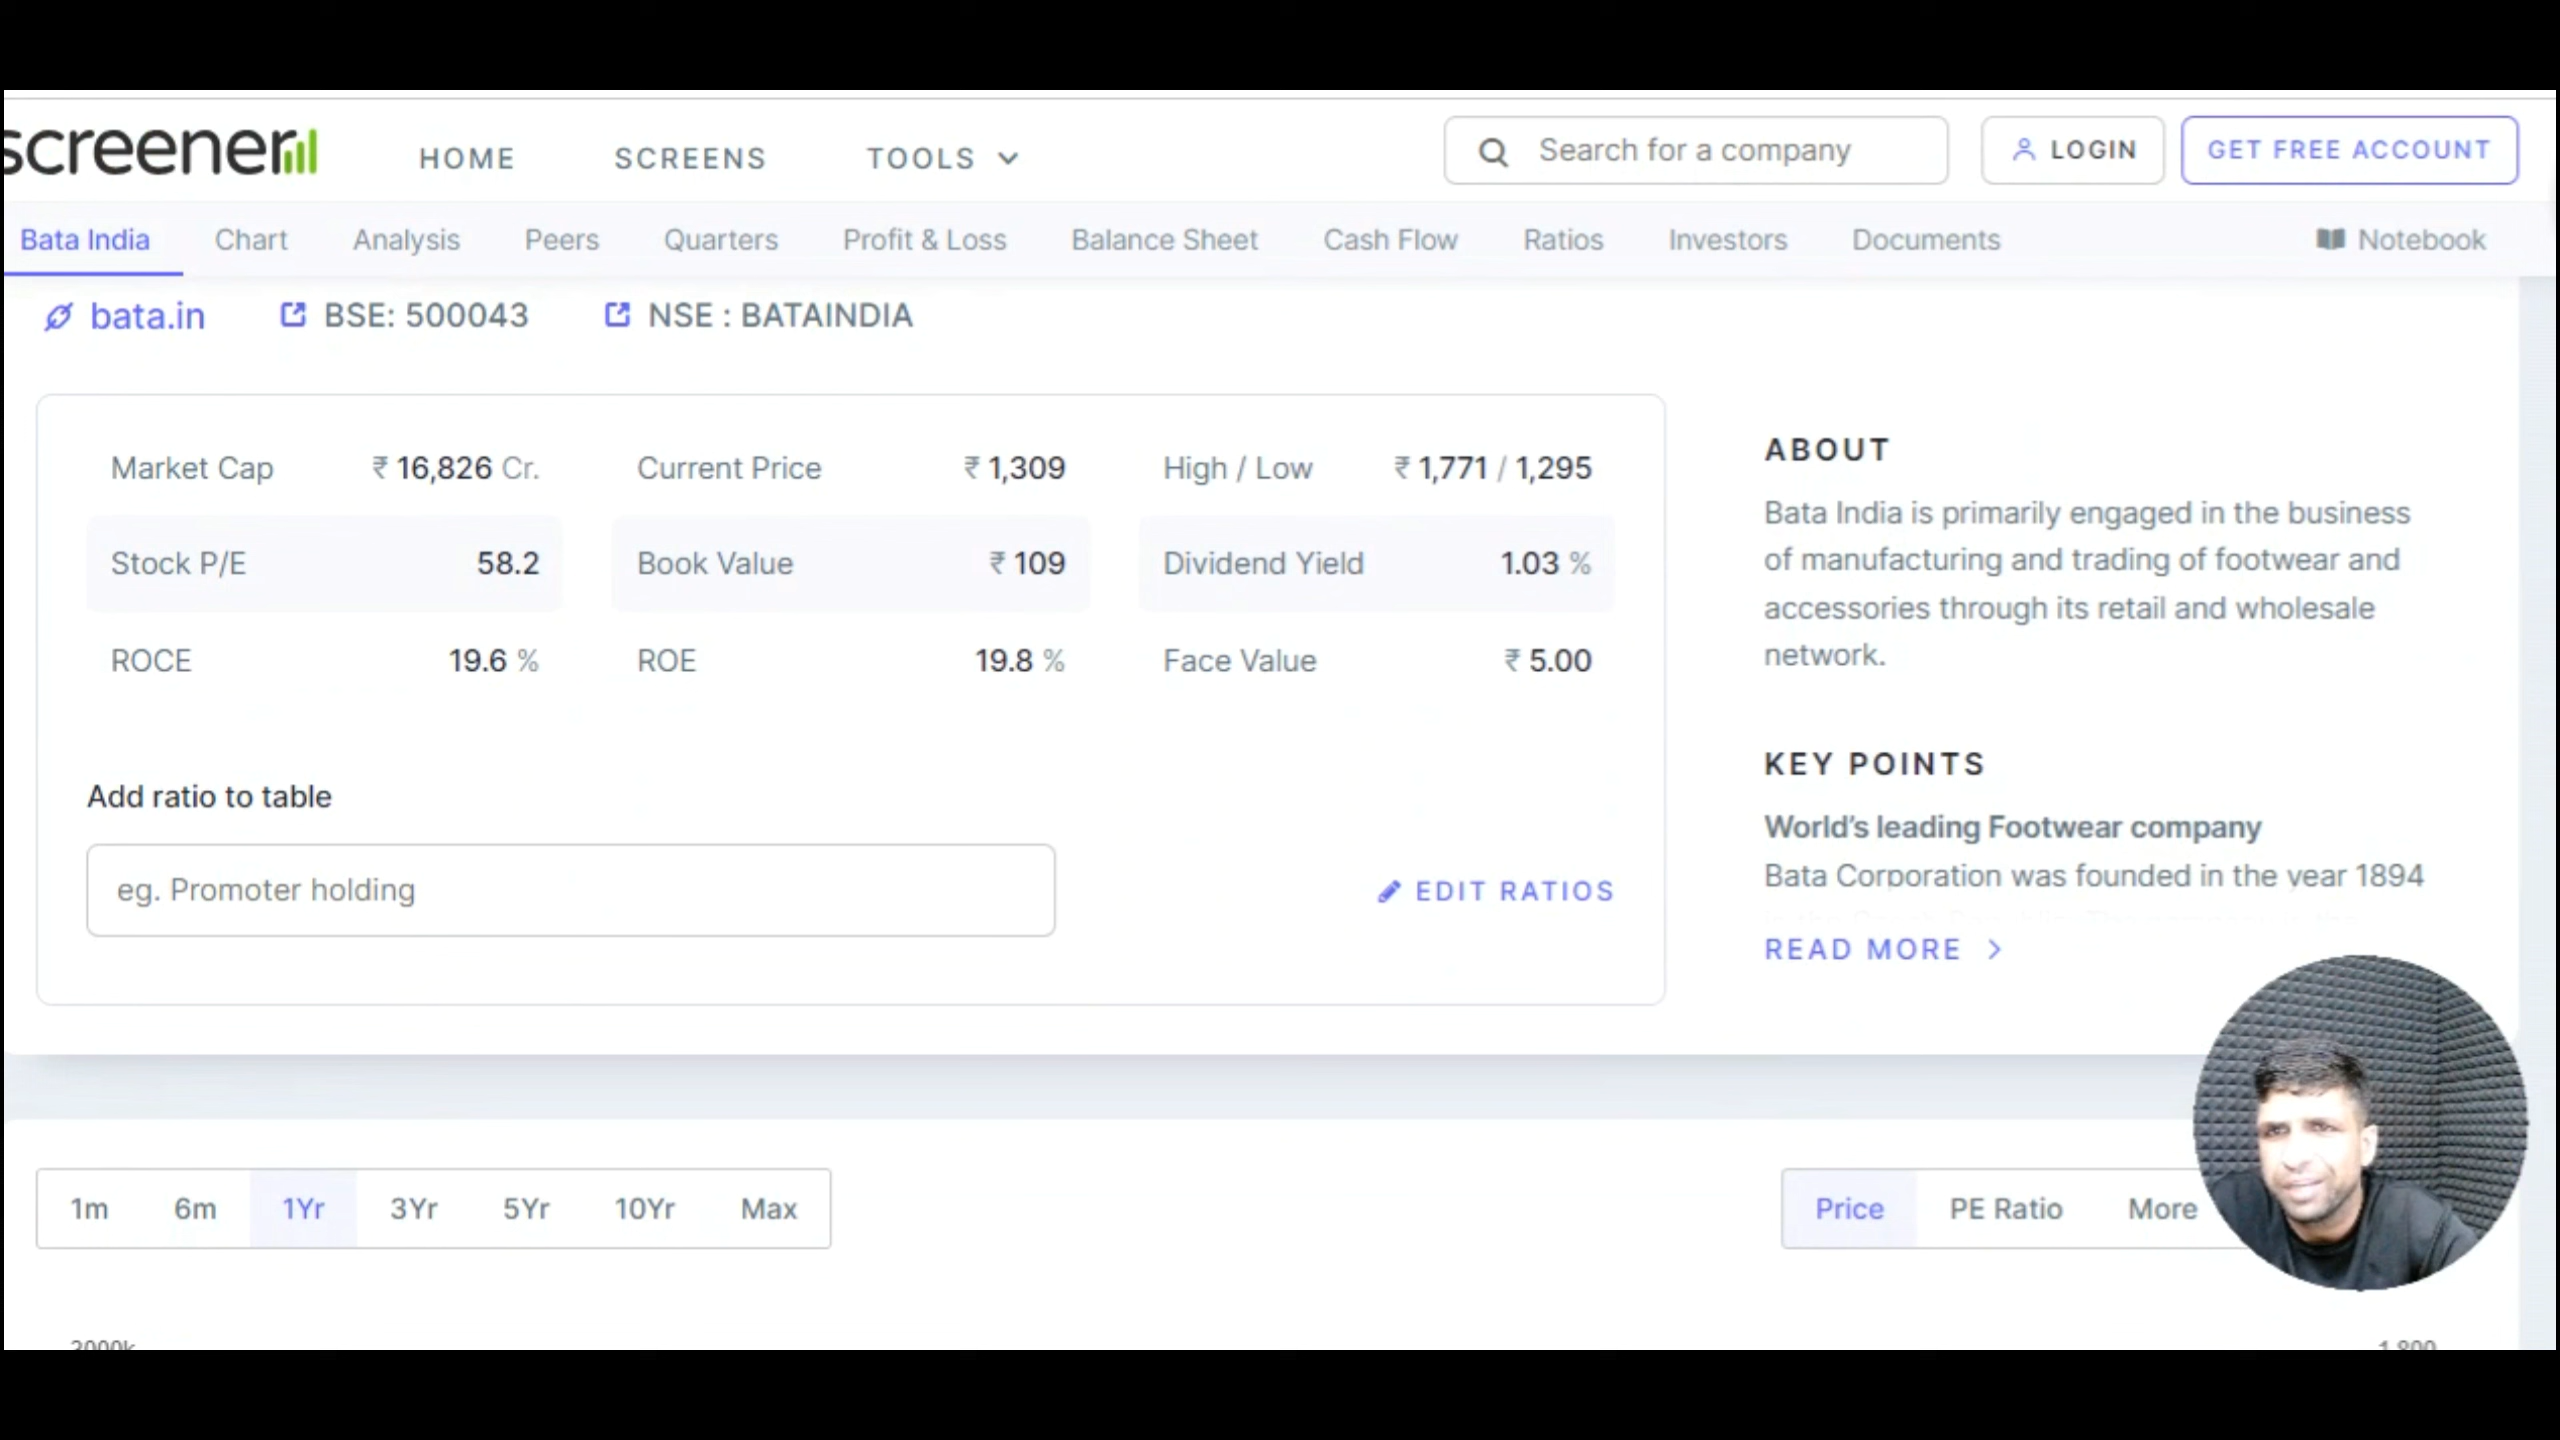 screener
HOME SCREENS TOOLS
Search for a company
LOGIN
GET FREE ACCOUNT
Bata India Chart Analysis Peers Quarters Profit & Loss Balance Sheet Cash Flow Ratios Investors Documents Notebook
bata.in BSE: 500043 NSE : BATAINDIA
Market Cap ₹ 16,826 Cr. Current Price ₹ 1,309 High / Low ₹ 1,771 / 1,295
Stock P/E 58.2 Book Value ₹ 109 Dividend Yield 1.03 %
ROCE 19.6 % ROE 19.8 % Face Value ₹ 5.00
Add ratio to table
eg. Promoter holding
EDIT RATIOS
ABOUT
Bata India is primarily engaged in the business
of manufacturing and trading of footwear and
accessories through its retail and wholesale
network.
KEY POINTS
World's leading Footwear company
Bata Corporation was founded in the year 1894
READ MORE
1m 6m 1Yr 3Yr 5Yr 10Yr Max
Price PE Ratio More